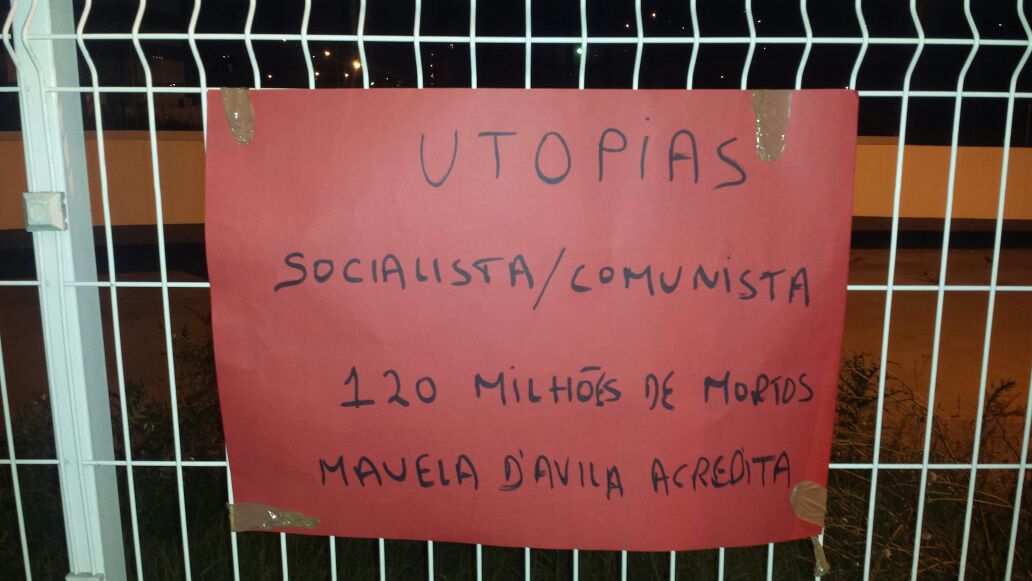 UTOPIAS
SOCIALISTA/COMUNISTA
120 MILHÕES DE MORTOS
MAUELA D'AVILA ACREDITA